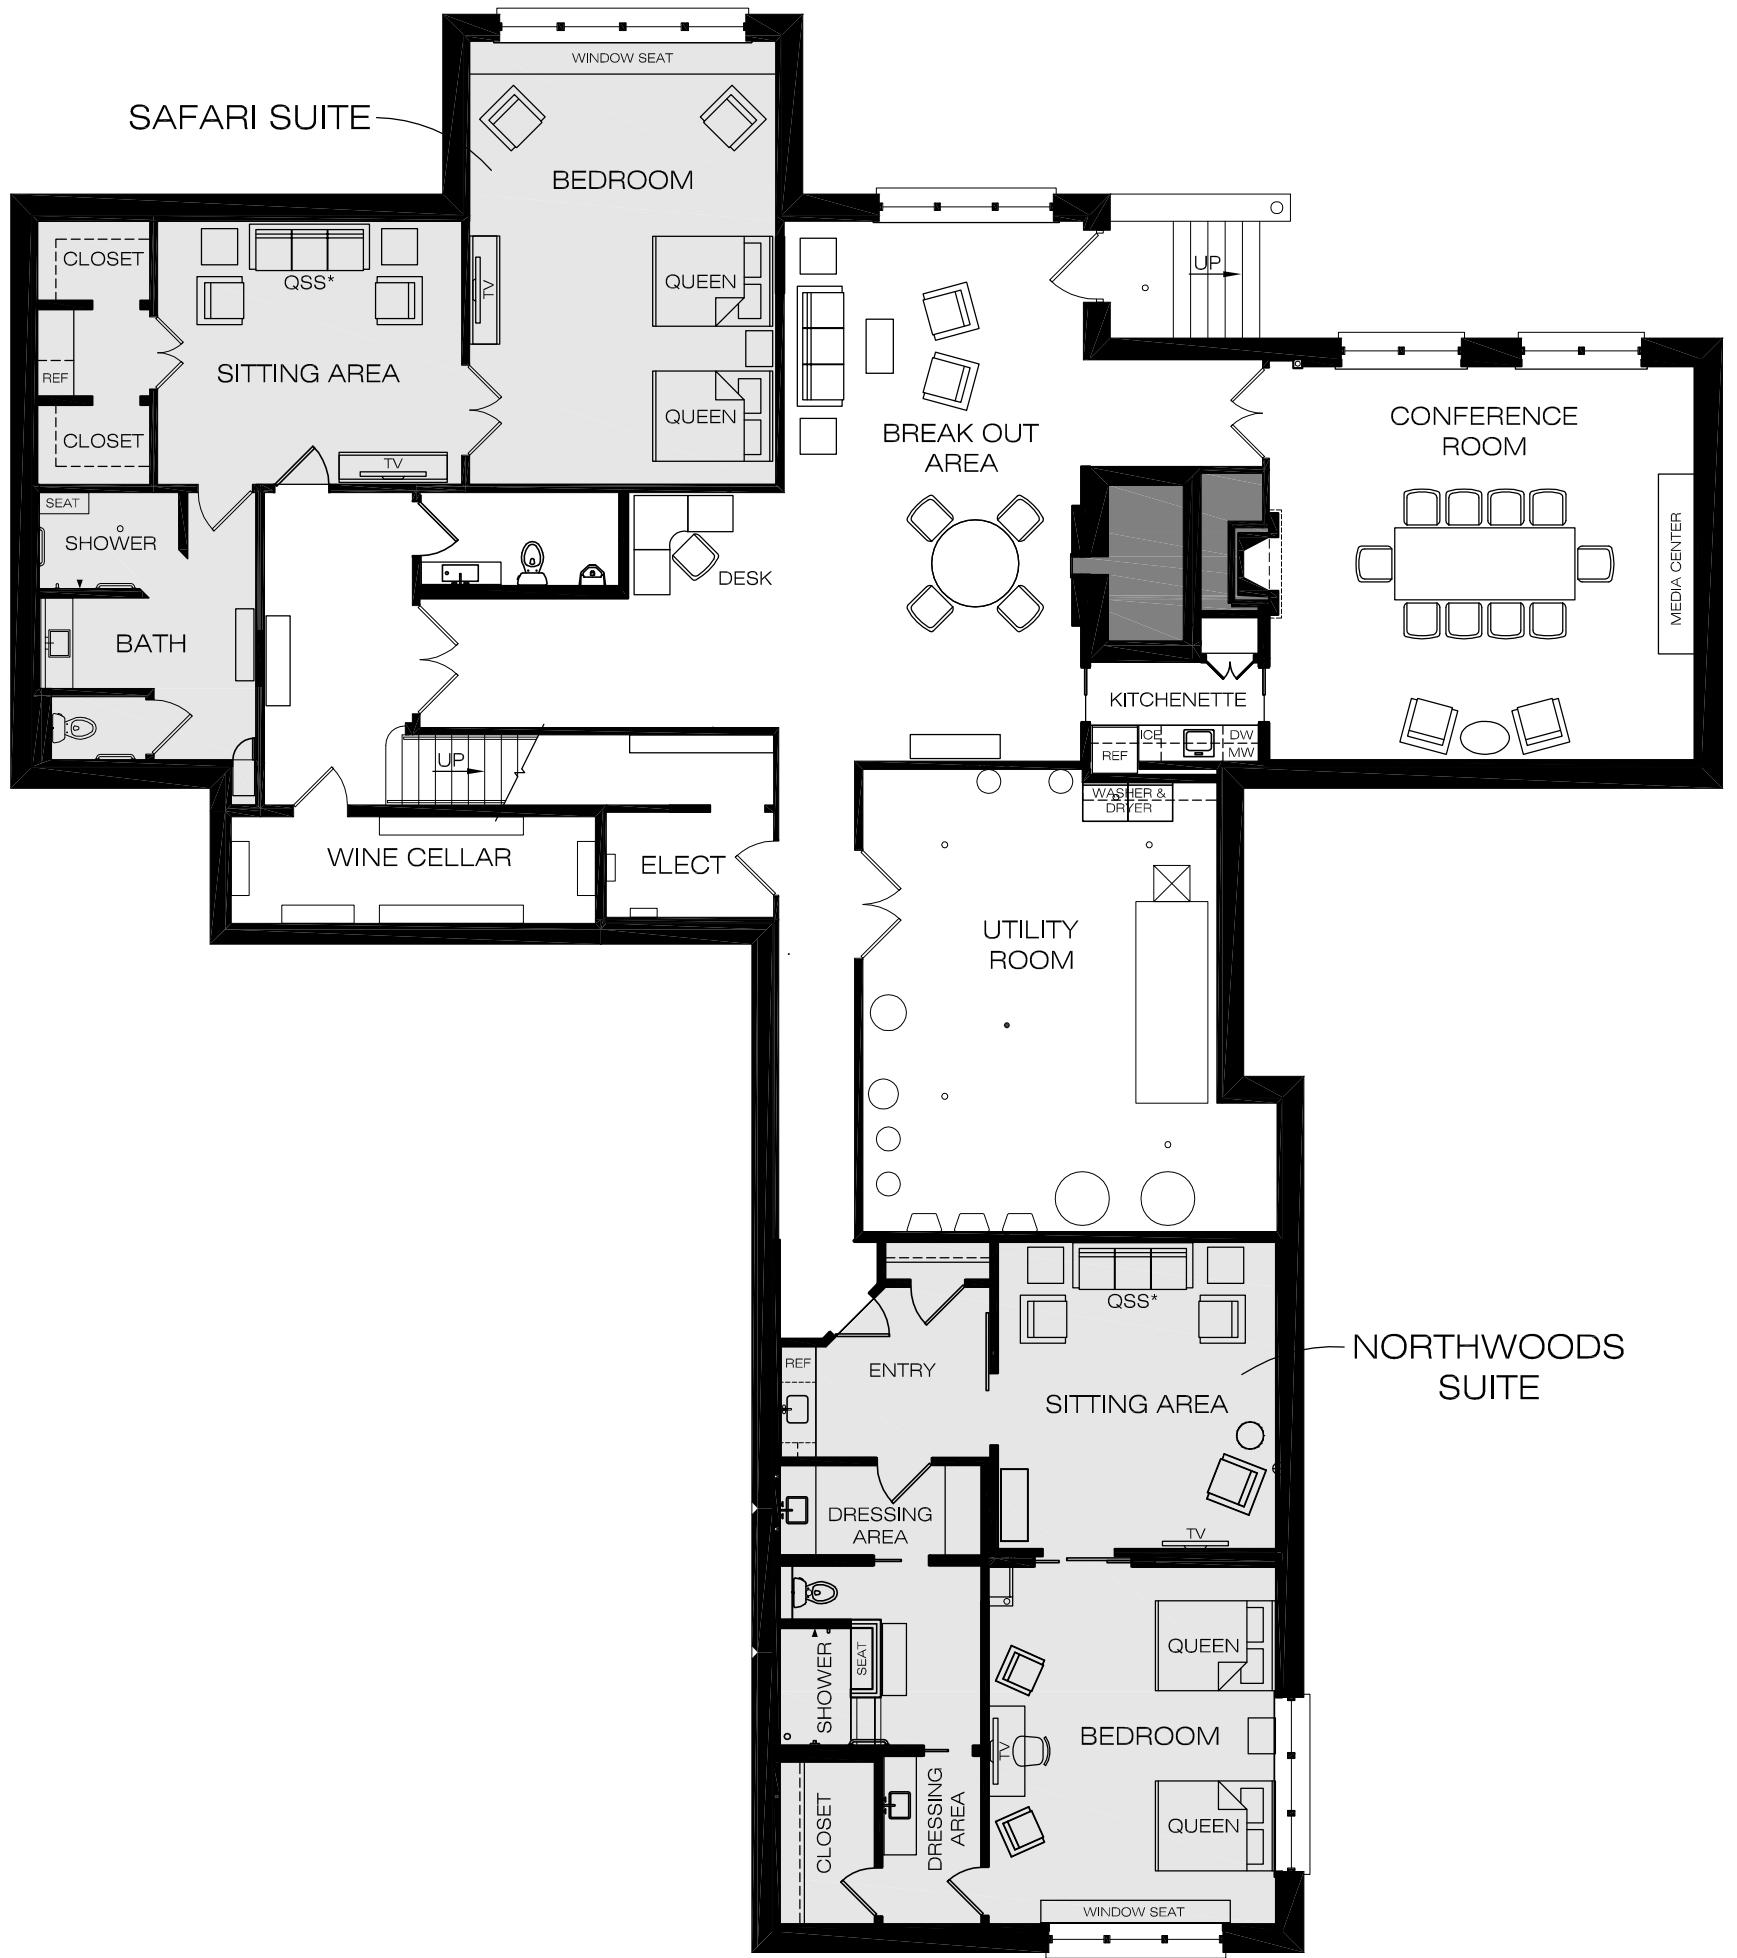 WINDOW SEAT
SAFARI SUITE
BEDROOM
CLOSET
QSS*
TV
QUEEN
UP
REF
SITTING AREA
CLOSET
QUEEN
TV
BREAK OUT
AREA
CONFERENCE
ROOM
SEAT
SHOWER
DESK
MEDIA CENTER
BATH
KITCHENETTE
UP
ICE
DW
MW
REF
WASHER &
DRYER
WINE CELLAR
ELECT
UTILITY
ROOM
QSS*
NORTHWOODS
SUITE
REF
ENTRY
SITTING AREA
DRESSING
AREA
TV
SHOWER
SEAT
QUEEN
BEDROOM
TV
CLOSET
DRESSING
AREA
QUEEN
WINDOW SEAT